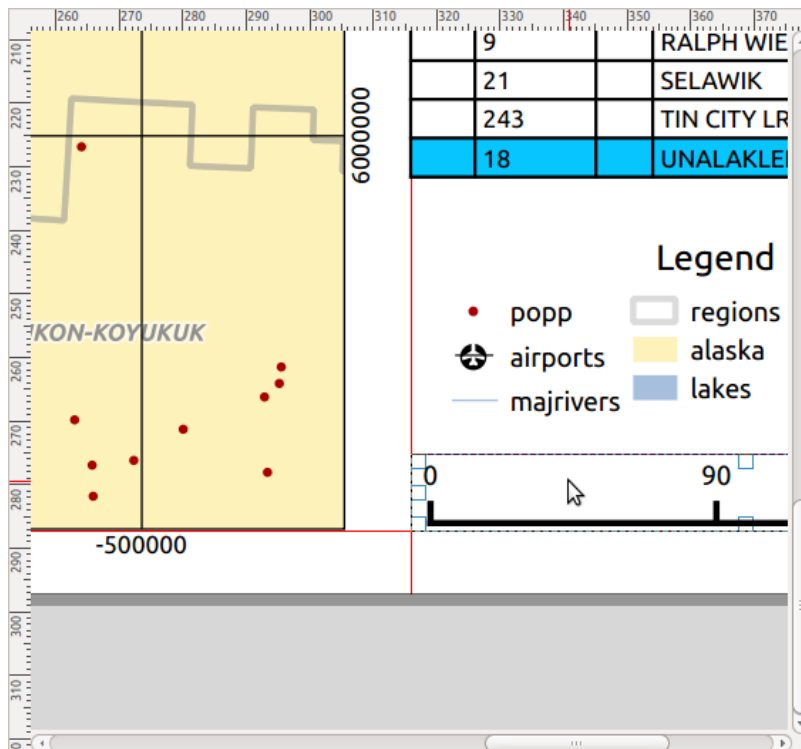 260 270 280 290 300 310 320 330 340 350 360 370
210
220
230
240
250
260
270
280
290
300
310
9 RALPH WIE
21 SELAWIK
243 TIN CITY LR
18 UNALAKLE
6000000
Legend
popp
regions
airports
alaska
majrivers
lakes
KON-KOYUKUK
0 90
-500000